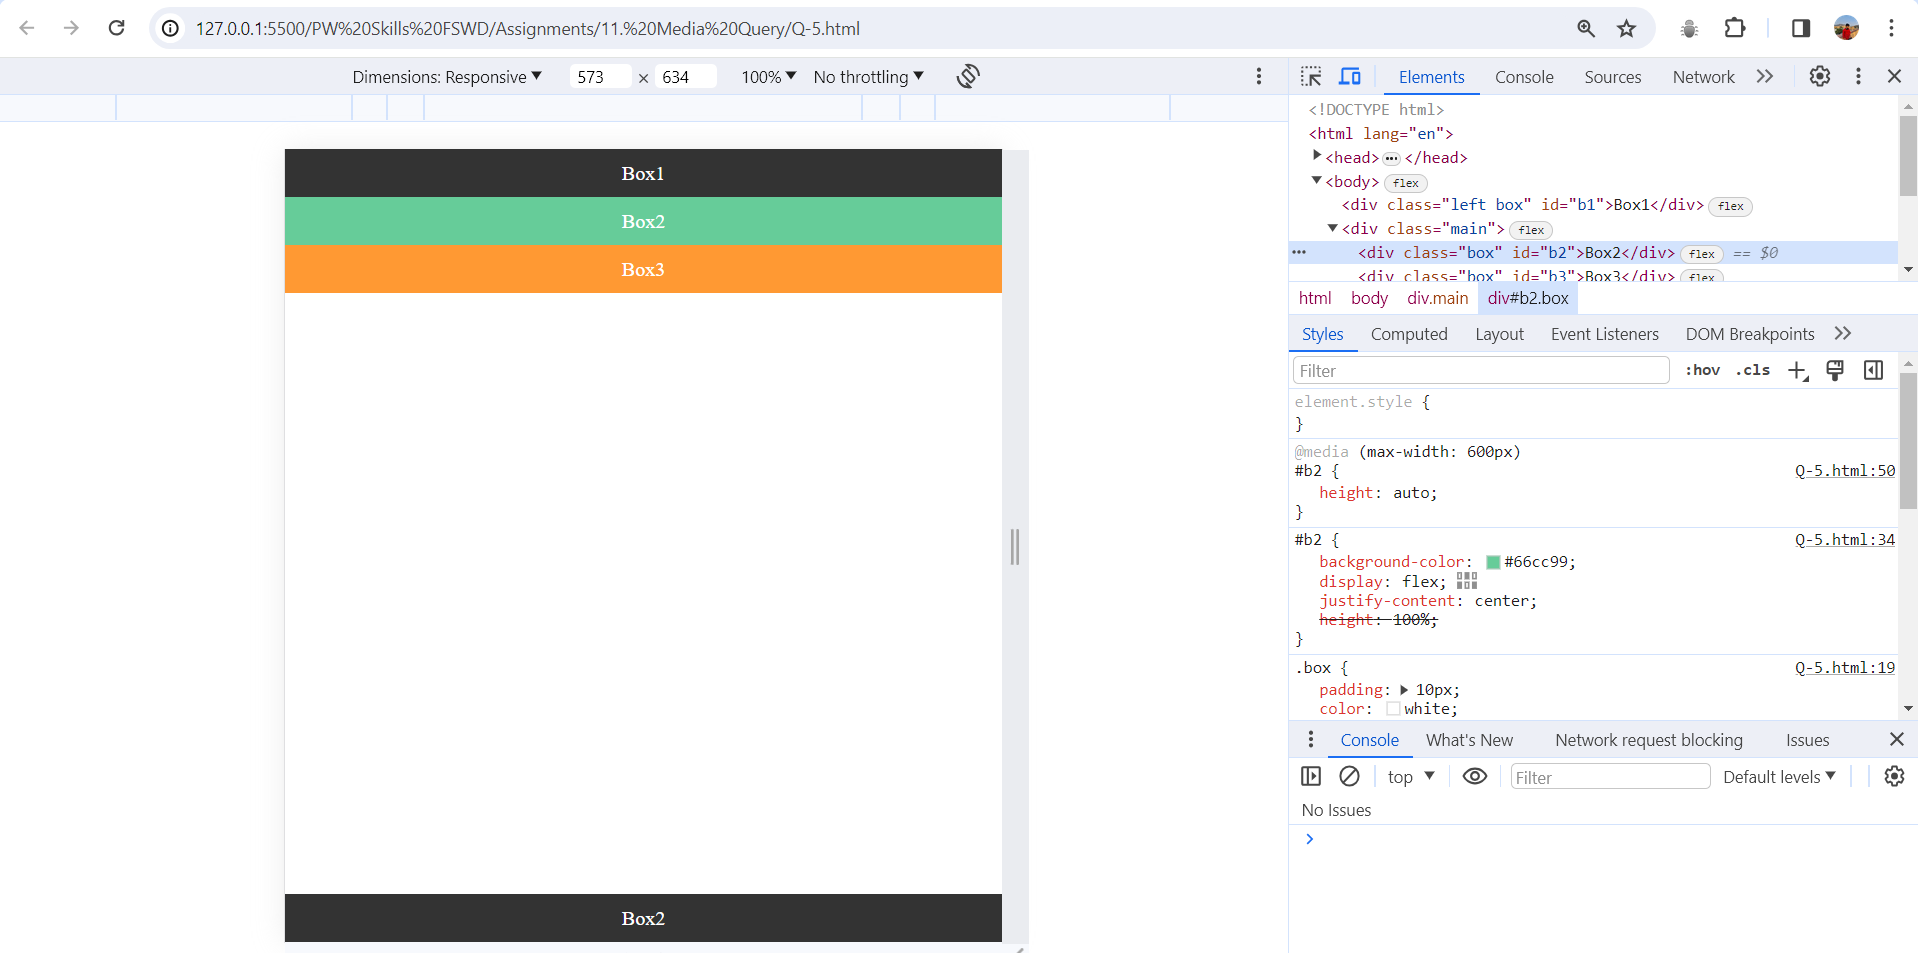 127.0.0.1:5500/PW%20Skills%20FSWD/Assignments/11.%20Media%20Query/Q-5.html
Dimensions: Responsive 573 × 634 100% No throttling
Elements Console Sources Network
<!DOCTYPE html>
<html lang="en">
<head> ••• </head>
<body> flex
<div class="left box" id="b1">Box1</div> flex
<div class="main"> flex
••• <div class="box" id="b2">Box2</div> flex == $0
<div class="box" id="b3">Box3</div> flex
html body div.main div#b2.box
Styles Computed Layout Event Listeners DOM Breakpoints
Filter :hov .cls
element.style {
}
@media (max-width: 600px)
#b2 { Q-5.html:50
height: auto;
}
#b2 { Q-5.html:34
background-color: #66cc99;
display: flex;
justify-content: center;
height: 100%;
}
.box { Q-5.html:19
padding: 10px;
color: white;
Console What's New Network request blocking Issues
top Filter Default levels
No Issues
Box1
Box2
Box3
Box2